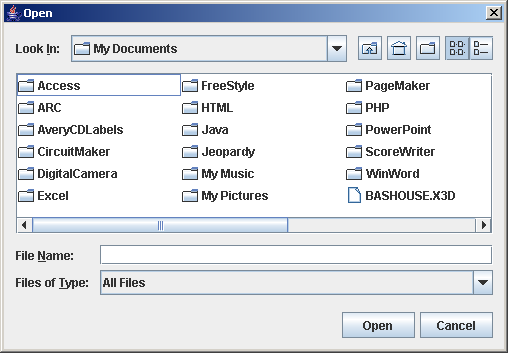 Open
Look In: My Documents
Access FreeStyle PageMaker
ARC HTML PHP
AveryCDLabels Java PowerPoint
CircuitMaker Jeopardy ScoreWriter
DigitalCamera My Music WinWord
Excel My Pictures BASHOUSE.X3D
File Name:
Files of Type: All Files
Open Cancel